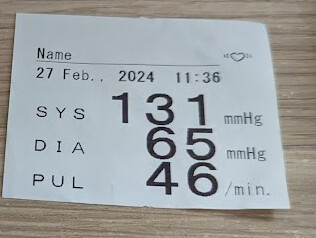 Name
27 Feb., 2024 11:36
SYS 131 mmHg
DIA 65 mmHg
PUL 46 /min.